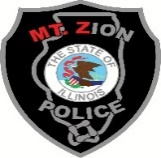 MT. ZION
THE STATE OF
ILLINOIS
POLICE